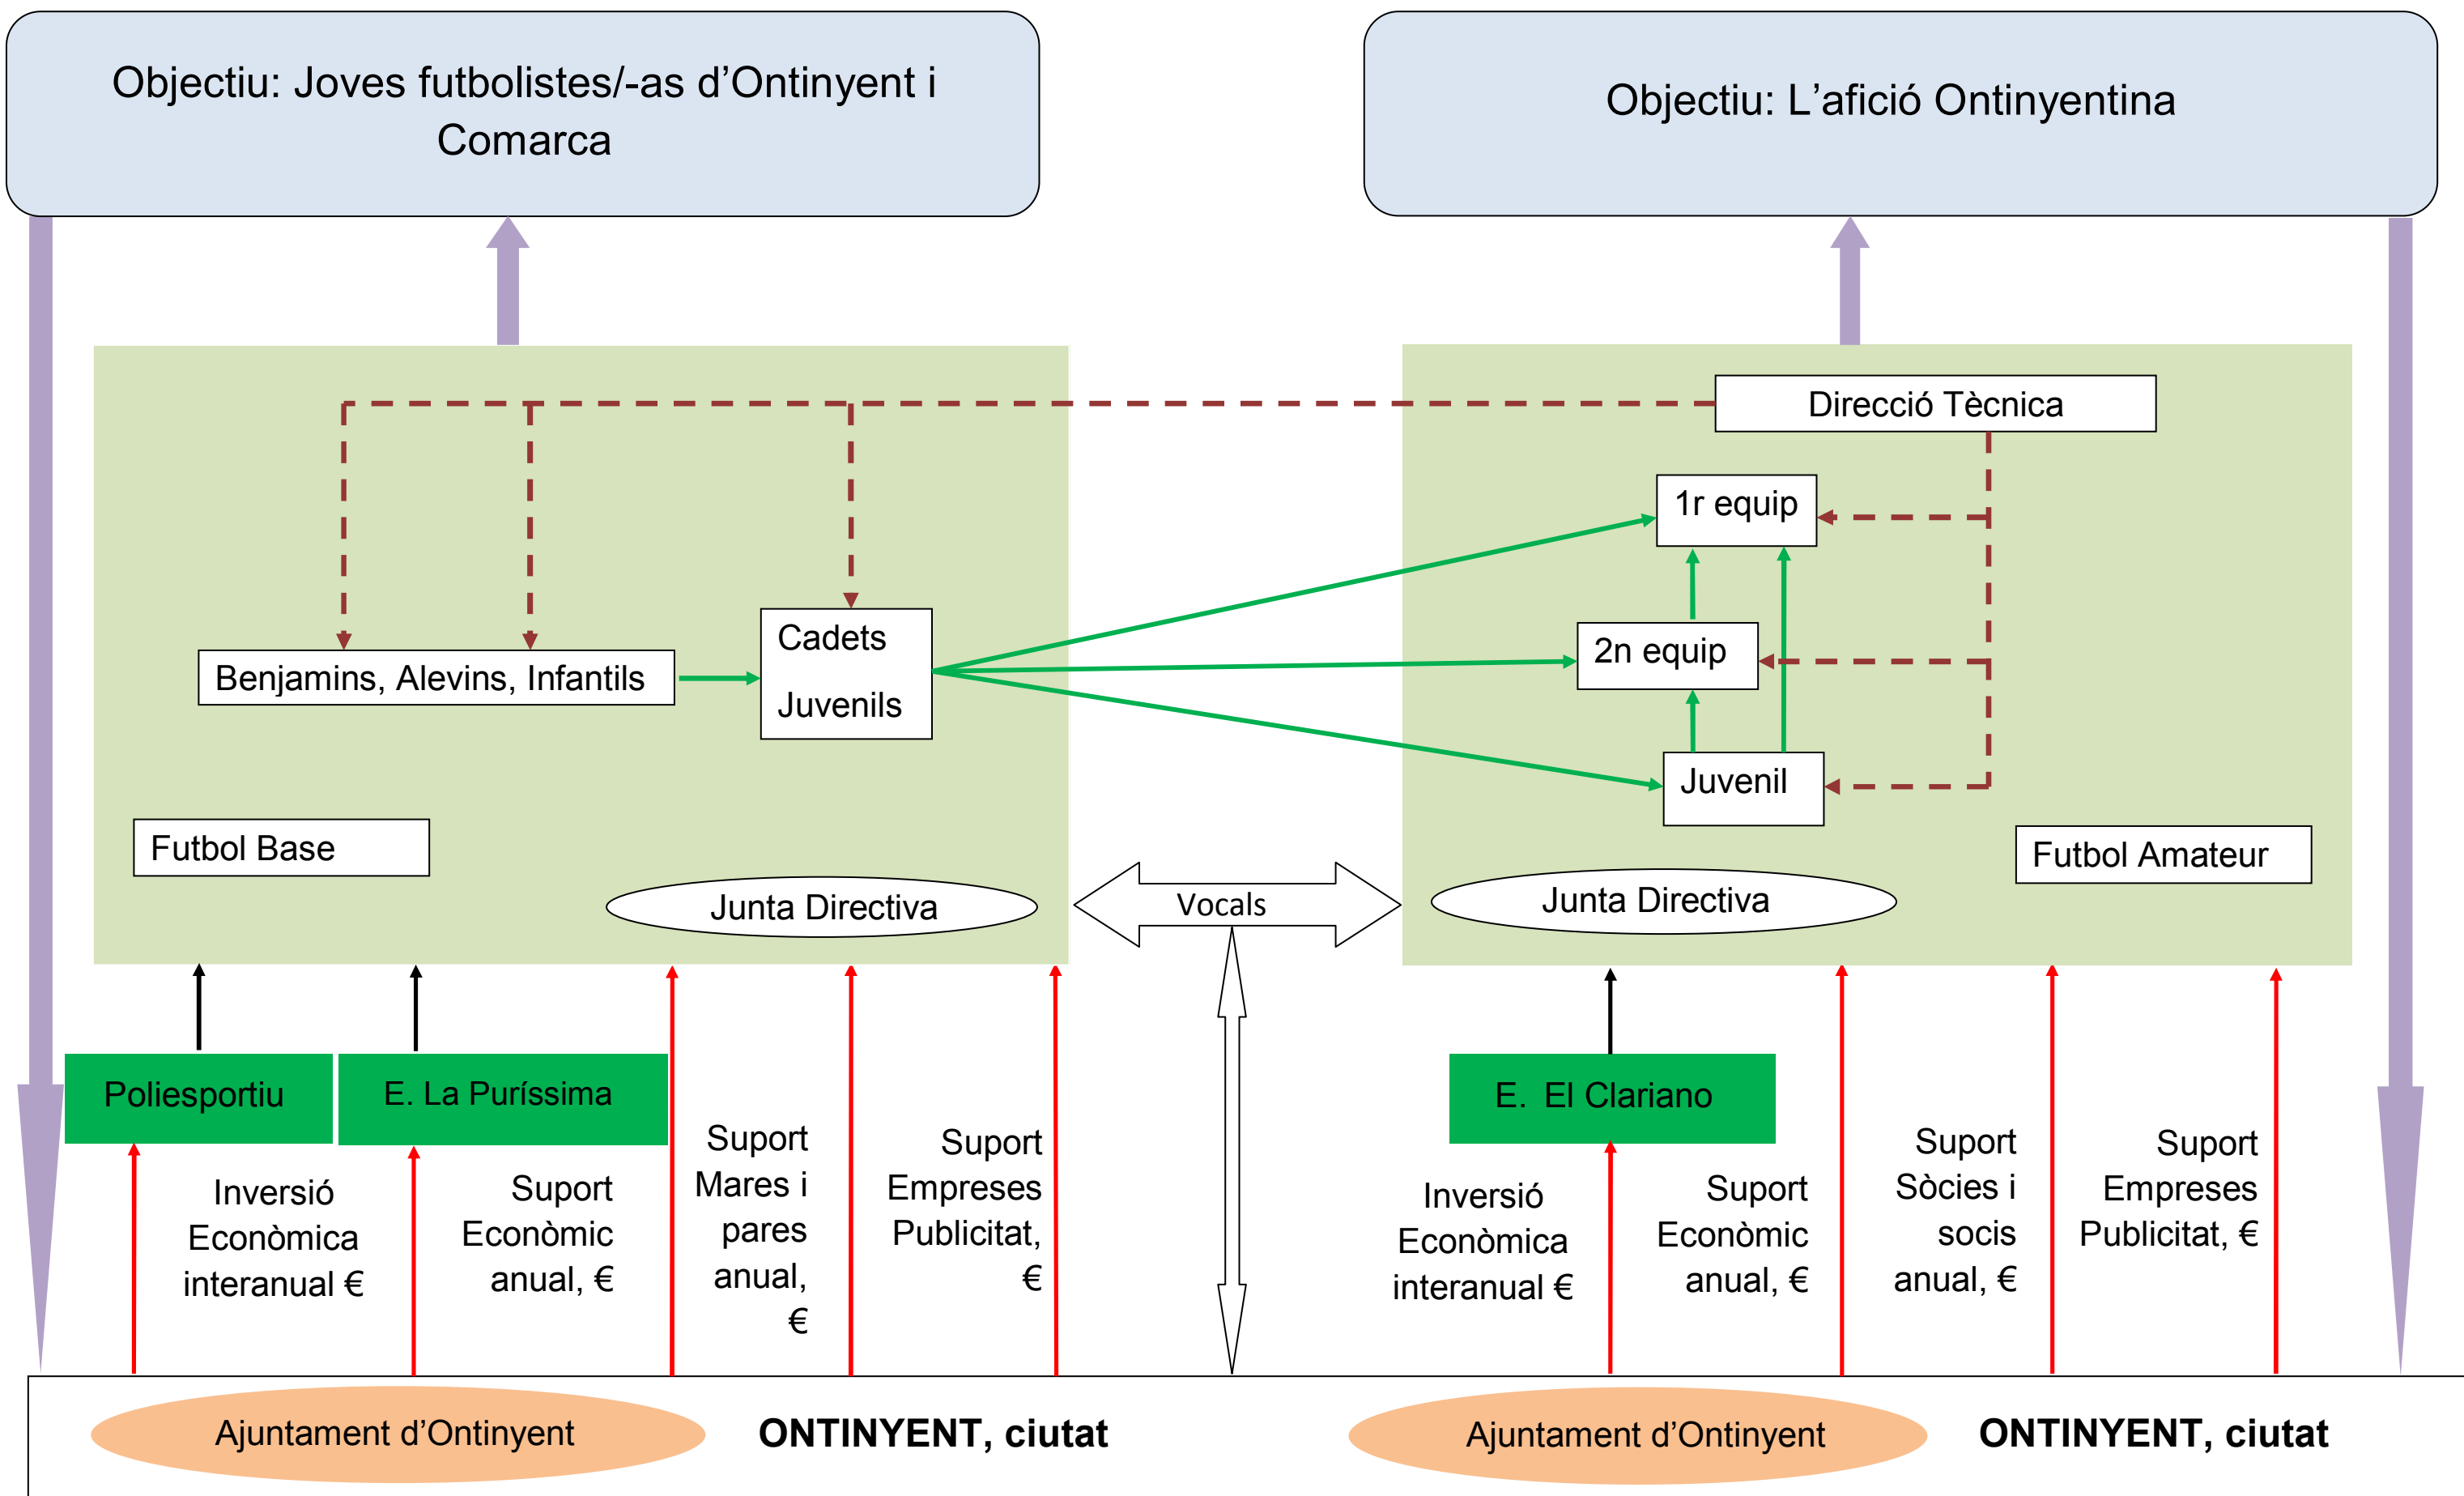 Objectiu: Joves futbolistes/-as d’Ontinyent i
Comarca
Objectiu: L’afició Ontinyentina
Direcció Tècnica
1r equip
Cadets
Juvenils
2n equip
Benjamins, Alevins, Infantils
Juvenil
Futbol Base
Futbol Amateur
Junta Directiva
Vocals
Junta Directiva
Poliesportiu
E. La Puríssima
E. El Clariano
Inversió
Econòmica
interanual €
Suport
Econòmic
anual, €
Suport
Mares i
pares
anual,
€
Suport
Empreses
Publicitat,
€
Inversió
Econòmica
interanual €
Suport
Econòmic
anual, €
Suport
Sòcies i
socis
anual, €
Suport
Empreses
Publicitat, €
Ajuntament d’Ontinyent
ONTINYENT, ciutat
Ajuntament d’Ontinyent
ONTINYENT, ciutat